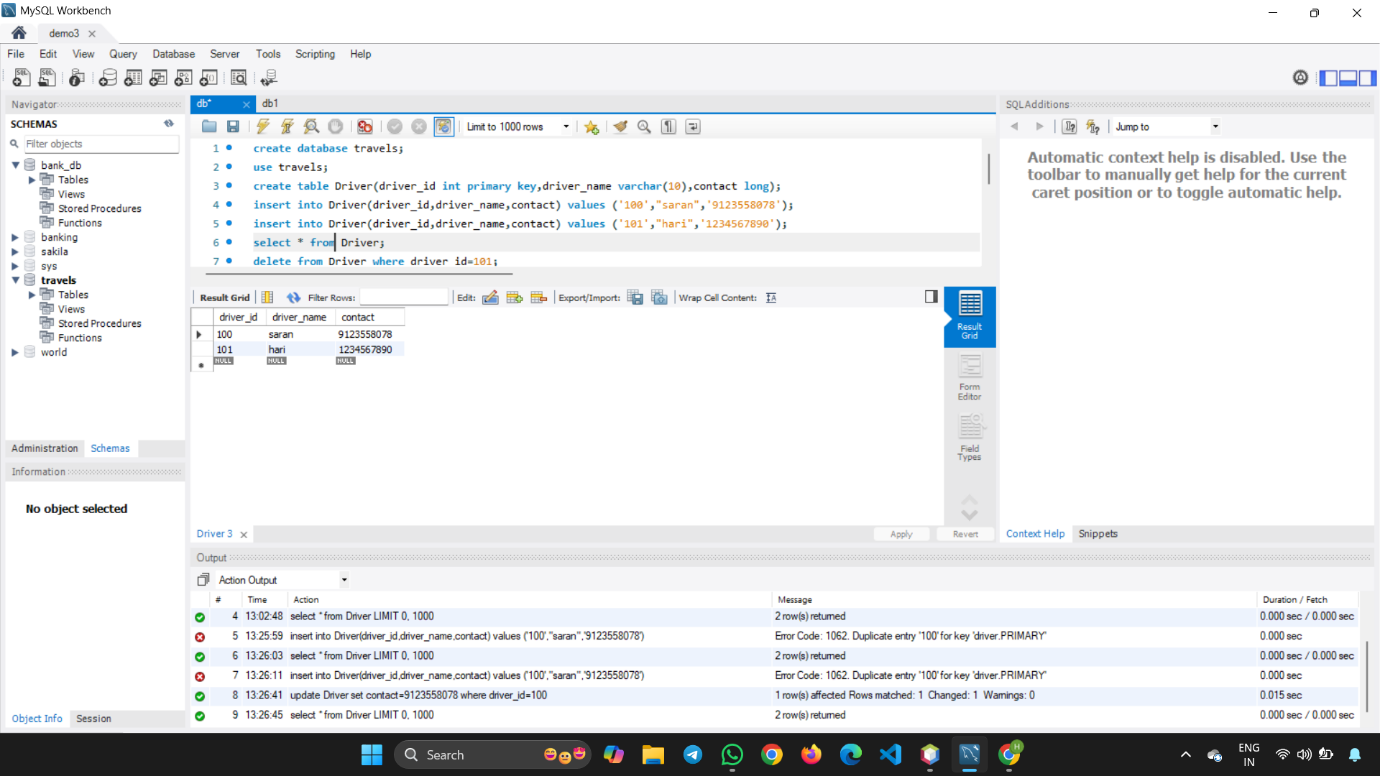 MySQL Workbench
demo3
File Edit View Query Database Server Tools Scripting Help
Navigator
SCHEMAS
Filter objects
bank_db
Tables
Views
Stored Procedures
Functions
banking
sakila
sys
travels
Tables
Views
Stored Procedures
Functions
world
Administration Schemas
Information
No object selected
Object Info Session
db* db1
Limit to 1000 rows
1 create database travels;
2 use travels;
3 create table Driver(driver_id int primary key,driver_name varchar(10),contact long);
4 insert into Driver(driver_id,driver_name,contact) values ('100',"saran",'9123558078');
5 insert into Driver(driver_id,driver_name,contact) values ('101',"hari",'1234567890');
6 select * from Driver;
7 delete from Driver where driver_id=101;
Result Grid Filter Rows: Edit: Export/Import: Wrap Cell Content:
driver_id driver_name contact
100 saran 9123558078
101 hari 1234567890
NULL NULL NULL
Result Grid
Form Editor
Field Types
Driver 3 Apply Revert
SQLAdditions
Jump to
Automatic context help is disabled. Use the
toolbar to manually get help for the current
caret position or to toggle automatic help.
Context Help Snippets
Output
Action Output
# Time Action Message Duration / Fetch
4 13:02:48 select * from Driver LIMIT 0, 1000 2 row(s) returned 0.000 sec / 0.000 sec
5 13:25:59 insert into Driver(driver_id,driver_name,contact) values ('100',"saran",'9123558078') Error Code: 1062. Duplicate entry '100' for key 'driver.PRIMARY' 0.000 sec
6 13:26:03 select * from Driver LIMIT 0, 1000 2 row(s) returned 0.000 sec / 0.000 sec
7 13:26:11 insert into Driver(driver_id,driver_name,contact) values ('100',"saran",'9123558078') Error Code: 1062. Duplicate entry '100' for key 'driver.PRIMARY' 0.000 sec
8 13:26:41 update Driver set contact=9123558078 where driver_id=100 1 row(s) affected Rows matched: 1 Changed: 1 Warnings: 0 0.015 sec
9 13:26:45 select * from Driver LIMIT 0, 1000 2 row(s) returned 0.000 sec / 0.000 sec
Search
ENG
IN